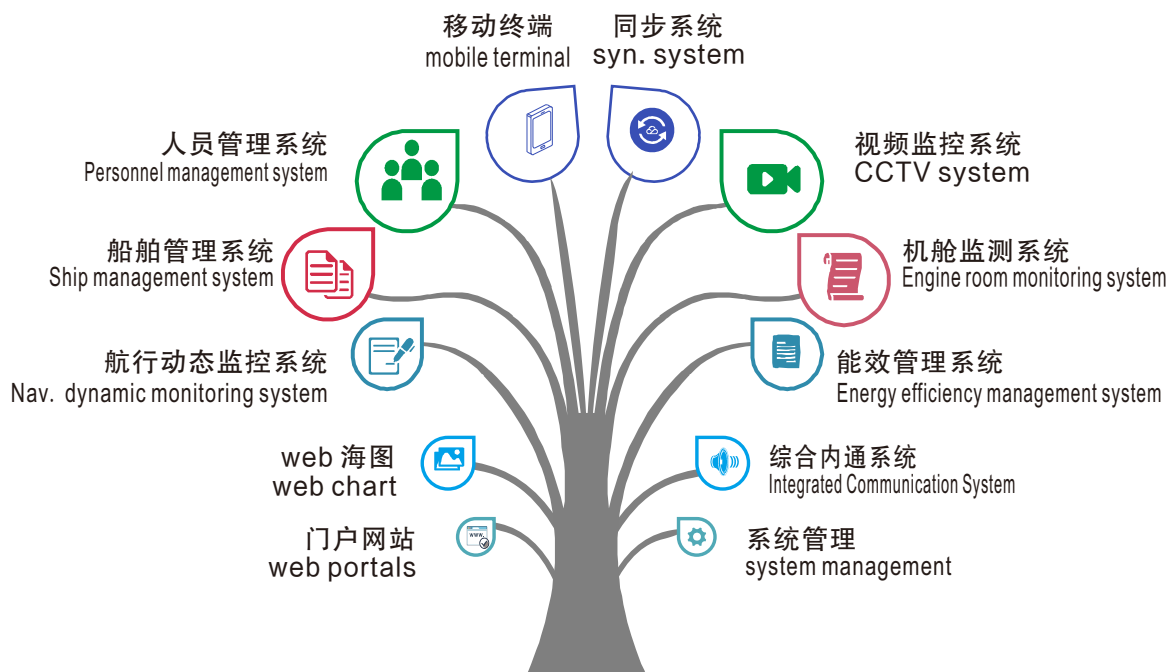 移动终端
mobile terminal
同步系统
syn. system
人员管理系统
Personnel management system
视频监控系统
CCTV system
船舶管理系统
Ship management system
机舱监测系统
Engine room monitoring system
航行动态监控系统
Nav. dynamic monitoring system
能效管理系统
Energy efficiency management system
web 海图
web chart
综合内通系统
Integrated Communication System
门户网站
web portals
www.
系统管理
system management